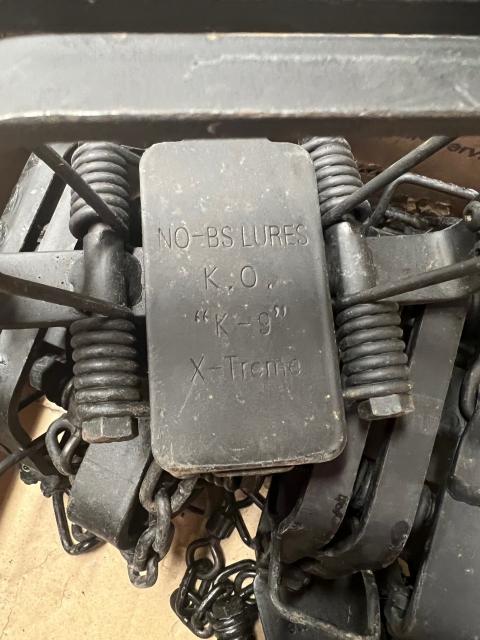 NO-BS LURES
K.O.
"K-9"
X-Treme